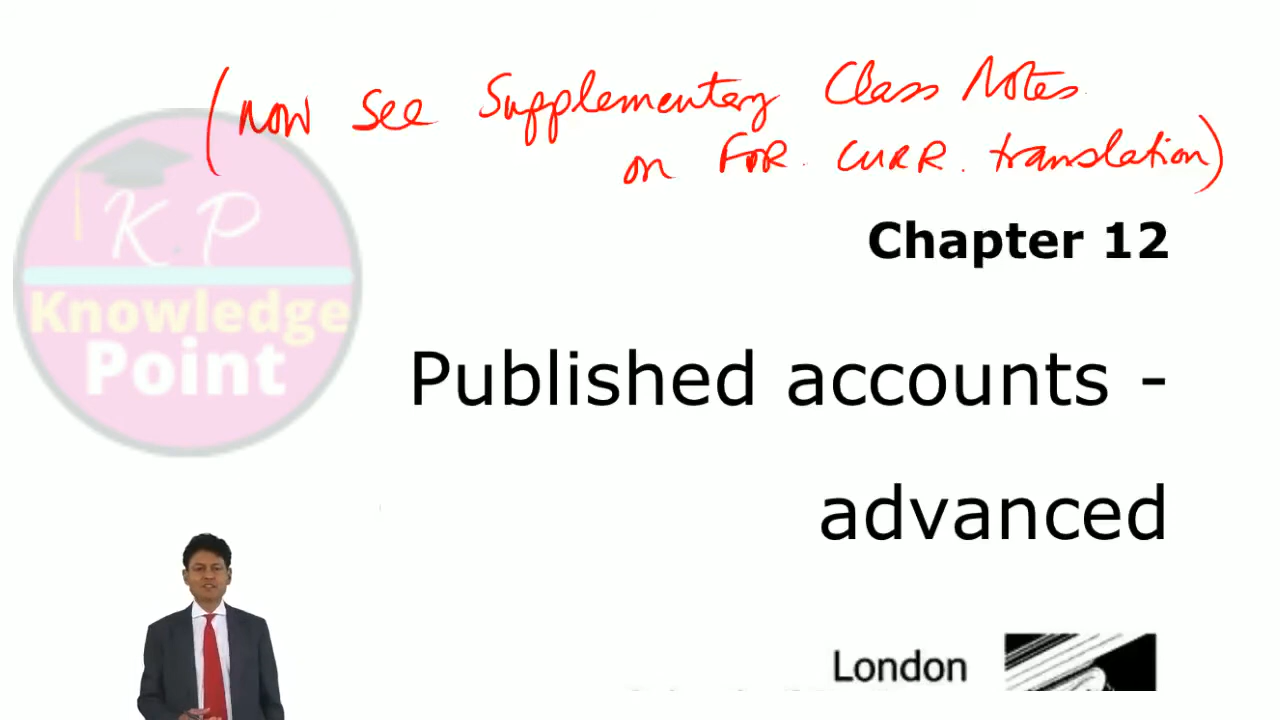 (now see Supplementary Class Notes
on FOR. CURR. translation)
K.P
Knowledge
Point
Chapter 12
Published accounts -
advanced
London